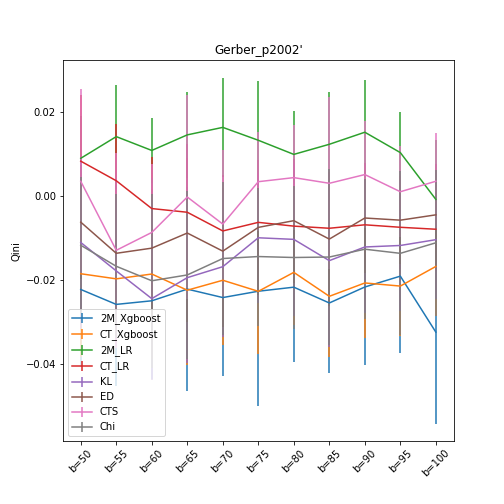 Gerber_p2002'
Qini
0.02
0.00
−0.02
−0.04
2M_Xgboost
CT_Xgboost
2M_LR
CT_LR
KL
ED
CTS
Chi
b=50
b=55
b=60
b=65
b=70
b=75
b=80
b=85
b=90
b=95
b=100